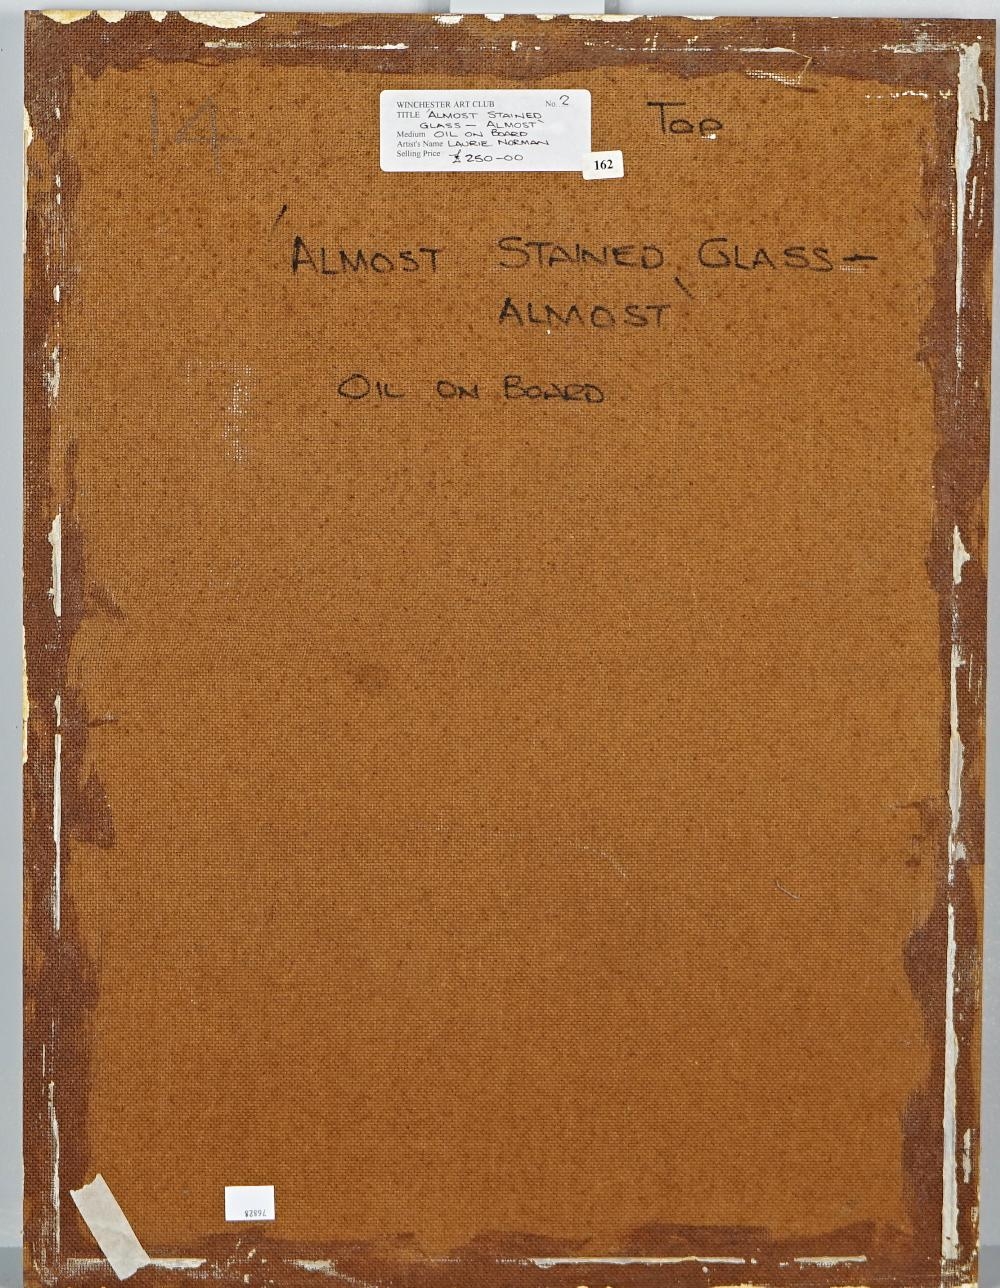 14
WINCHESTER ART CLUB No. 2
TITLE 'ALMOST STAINED
GLASS — ALMOST'
Medium OIL ON BOARD
Artist's Name LAURIE NORMAN
Selling Price £250-00
162
TOP
'ALMOST STAINED GLASS —
ALMOST'
OIL ON BOARD
76828